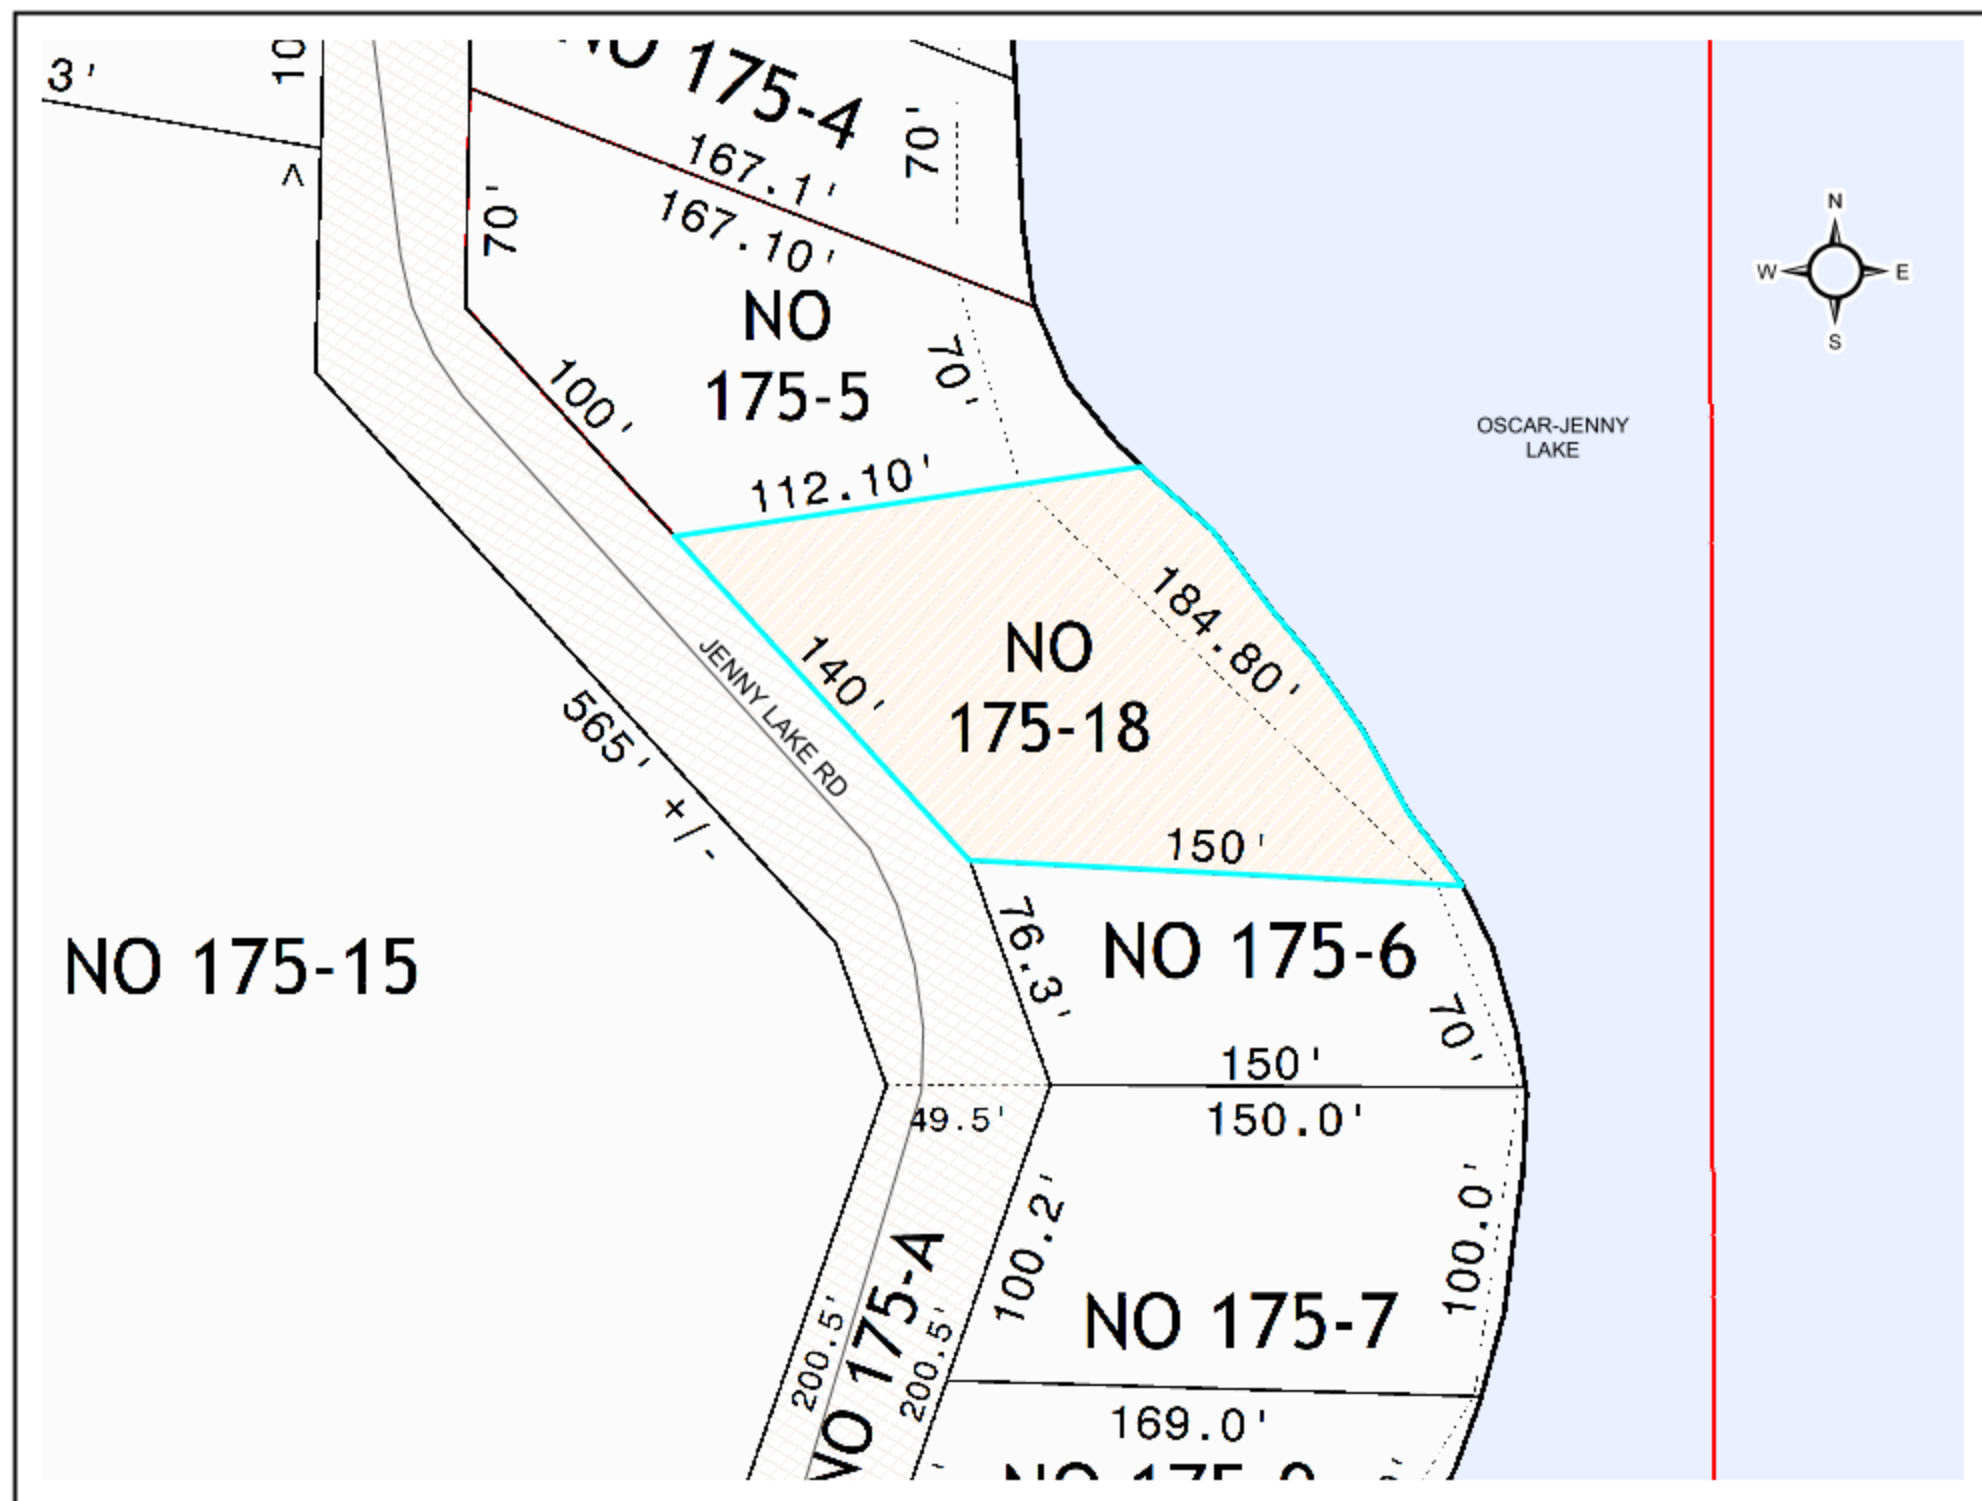 3'
10
NO 175-4
70'
167.1'
167.10'
70'
NO
175-5
70'
100'
112.10'
N
W E
S
OSCAR-JENNY
LAKE
184.80'
NO
175-18
140'
JENNY LAKE RD
565' +/-
150'
76.3'
NO 175-6
NO 175-15
70'
150'
49.5'
150.0'
100.2'
100.0'
NO 175-A
200.5'
200.5'
NO 175-7
169.0'